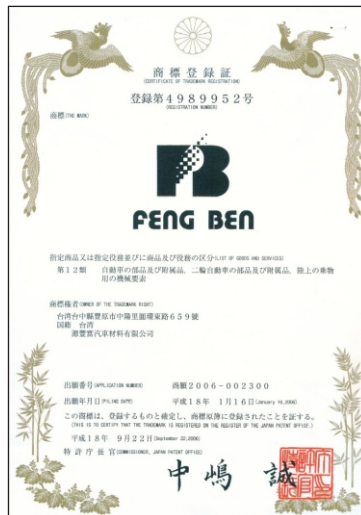 商標登録証
(CERTIFICATE OF TRADEMARK REGISTRATION)
登録第4989952号
(REGISTRATION NUMBER)
商標(THE MARK)
FB
FENG BEN
指定商品又は指定役務並びに商品及び役務の区分(LIST OF GOODS AND SERVICES)
第12類 自動車の部品及び附属品,二輪自動車の部品及び附属品,陸上の乗物
用の機械要素
商標権者(OWNER OF THE TRADEMARK RIGHT)
台湾台中縣豐原市中陽里圓環東路659號
国籍 台湾
灃豐富汽車材料有限公司
出願番号(APPLICATION NUMBER) 商願2006-002300
出願年月日(FILING DATE) 平成18年 1月16日(January 16,2006)
この商標は、登録するものと確定し、商標原簿に登録されたことを証する。
(THIS IS TO CERTIFY THAT THE TRADEMARK IS REGISTERED ON THE REGISTER OF THE JAPAN PATENT OFFICE.)
平成18年 9月22日(September 22,2006)
特許庁長官(COMMISSIONER, JAPAN PATENT OFFICE)
中嶋 誠